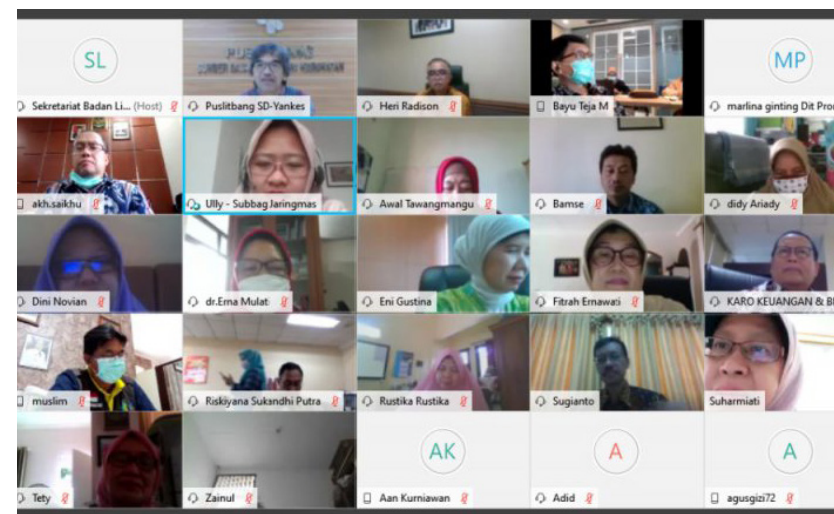 SL
Sekretariat Badan Li... (Host)
Puslitbang SD-Yankes
Heri Radison
Bayu Teja M
MP
marlina ginting Dit Pro
akh.saikhu
Ully - Subbag Jaringmas
Awal Tawangmangu
Bamse
didy Ariady
Dini Novian
dr.Erna Mulat
Eni Gustina
Fitrah Ernawati
KARO KEUANGAN & B
muslim
Riskiyana Sukandhi Putra
Rustika Rustika
Sugianto
Suharmiati
Tety
Zainul
AK
Aan Kurniawan
A
Adid
A
agusgizi72